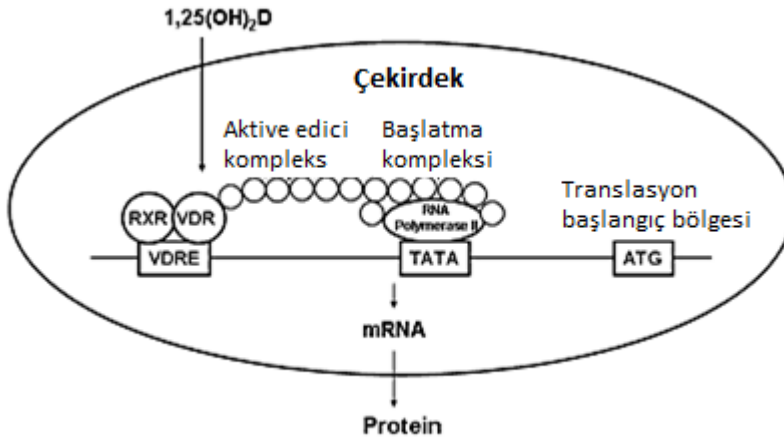 1,25(OH)₂D
Çekirdek
Aktive edici
kompleks
Başlatma
kompleksi
Translasyon
başlangıç bölgesi
RXR
VDR
RNA
Polymerase II
VDRE
TATA
ATG
mRNA
Protein